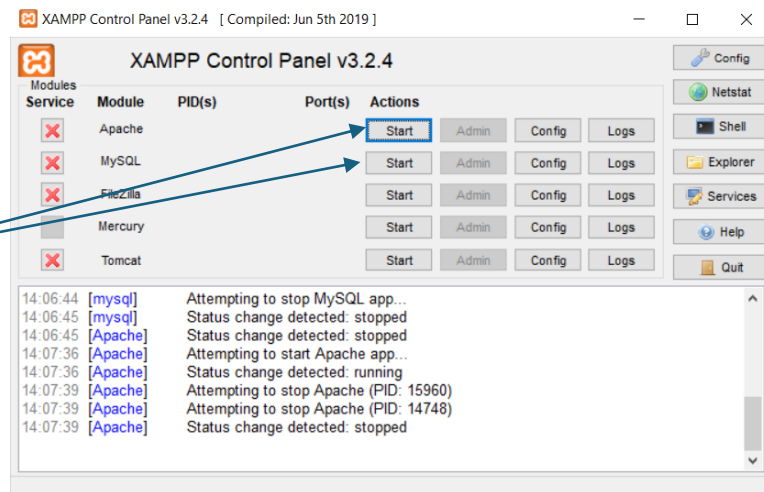 XAMPP Control Panel v3.2.4 [ Compiled: Jun 5th 2019 ]
XAMPP Control Panel v3.2.4
Config
Modules
Service Module PID(s) Port(s) Actions
Netstat
Apache Start Admin Config Logs
Shell
MySQL Start Admin Config Logs
Explorer
FileZilla Start Admin Config Logs
Services
Mercury Start Admin Config Logs
Help
Tomcat Start Admin Config Logs
Quit
14:06:44 [mysql] Attempting to stop MySQL app...
14:06:45 [mysql] Status change detected: stopped
14:06:45 [Apache] Status change detected: stopped
14:07:36 [Apache] Attempting to start Apache app...
14:07:36 [Apache] Status change detected: running
14:07:39 [Apache] Attempting to stop Apache (PID: 15960)
14:07:39 [Apache] Attempting to stop Apache (PID: 14748)
14:07:39 [Apache] Status change detected: stopped